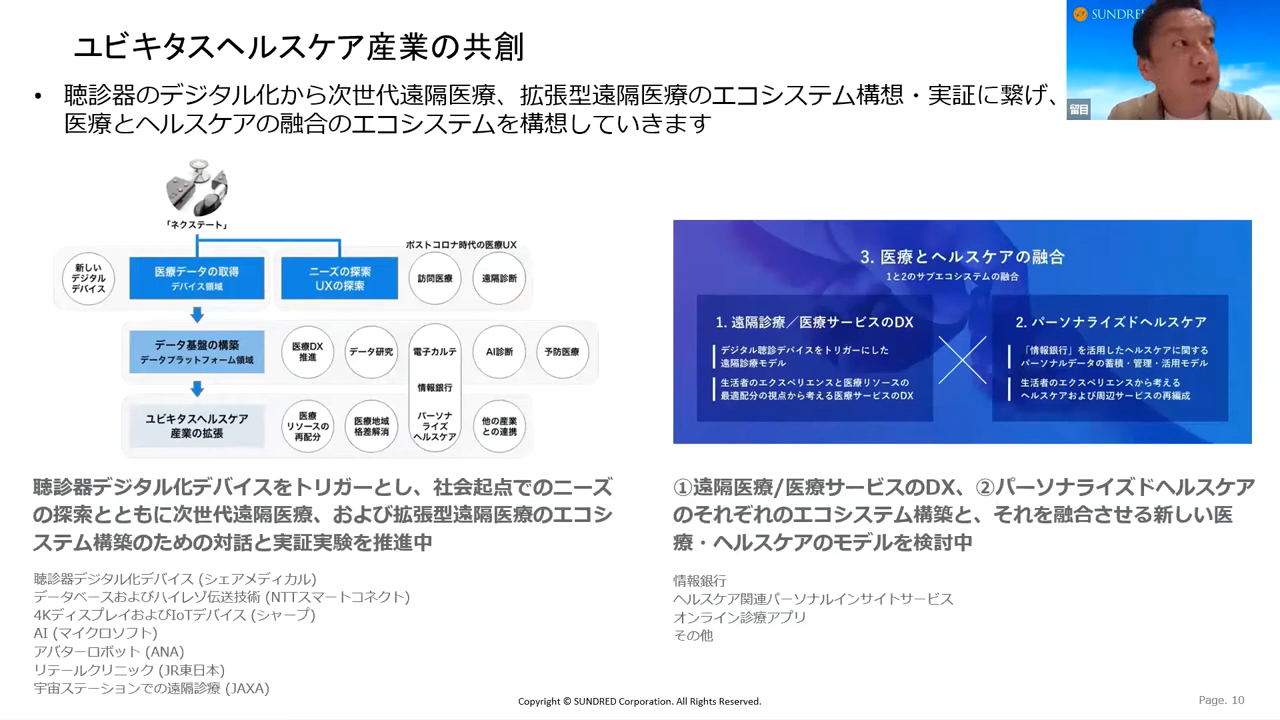 ユビキタスヘルスケア産業の共創
SUNDRED
留目
• 聴診器のデジタル化から次世代遠隔医療、拡張型遠隔医療のエコシステム構想・実証に繋げ、
医療とヘルスケアの融合のエコシステムを構想していきます
「ネクステート」
ポストコロナ時代の医療UX
新しい
デジタル
デバイス
医療データの取得
デバイス領域
ニーズの探索
UXの探索
訪問医療
遠隔診断
データ基盤の構築
データプラットフォーム領域
医療DX
推進
データ研究
電子カルテ
AI診断
予防医療
情報銀行
ユビキタスヘルスケア
産業の拡張
医療
リソースの
再配分
医療地域
格差解消
パーソナ
ライズ
ヘルスケア
他の産業
との連携
3. 医療とヘルスケアの融合
1と2のサブエコシステムの融合
1. 遠隔診療／医療サービスのDX
デジタル聴診デバイスをトリガーにした
遠隔診療モデル
生活者のエクスペリエンスと医療リソースの
最適配分の視点から考える医療サービスのDX
2. パーソナライズドヘルスケア
「情報銀行」を活用したヘルスケアに関する
パーソナルデータの蓄積・管理・活用モデル
生活者のエクスペリエンスから考える
ヘルスケアおよび周辺サービスの再編成
聴診器デジタル化デバイスをトリガーとし、社会起点でのニーズ
の探索とともに次世代遠隔医療、および拡張型遠隔医療のエコシ
ステム構築のための対話と実証実験を推進中
聴診器デジタル化デバイス (シェアメディカル)
データベースおよびハイレゾ伝送技術 (NTTスマートコネクト)
4KディスプレイおよびIoTデバイス (シャープ)
AI (マイクロソフト)
アバターロボット (ANA)
リテールクリニック (JR東日本)
宇宙ステーションでの遠隔診療 (JAXA)
①遠隔医療/医療サービスのDX、②パーソナライズドヘルスケア
のそれぞれのエコシステム構築と、それを融合させる新しい医
療・ヘルスケアのモデルを検討中
情報銀行
ヘルスケア関連パーソナルインサイトサービス
オンライン診療アプリ
その他
Copyright © SUNDRED Corporation. All Rights Reserved.
Page. 10